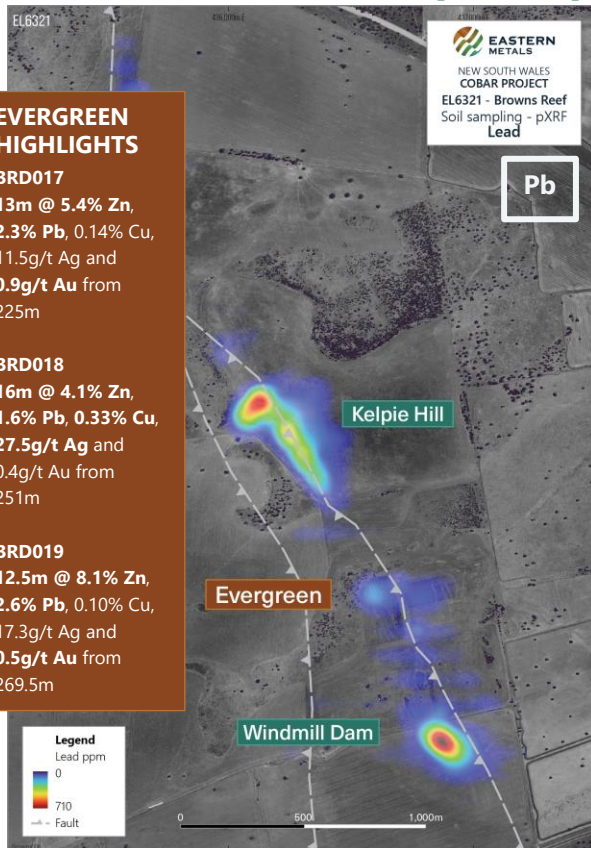 EL6321
EASTERN
METALS
NEW SOUTH WALES
COBAR PROJECT
EL6321 - Browns Reef
Soil sampling - pXRF
Lead
Pb
EVERGREEN
HIGHLIGHTS
BRD017
13m @ 5.4% Zn,
2.3% Pb, 0.14% Cu,
11.5g/t Ag and
0.9g/t Au from
225m
BRD018
16m @ 4.1% Zn,
1.6% Pb, 0.33% Cu,
27.5g/t Ag and
0.4g/t Au from
251m
BRD019
12.5m @ 8.1% Zn,
2.6% Pb, 0.10% Cu,
17.3g/t Ag and
0.5g/t Au from
269.5m
Kelpie Hill
Evergreen
Windmill Dam
Legend
Lead ppm
0
710
Fault
0 500 1,000m